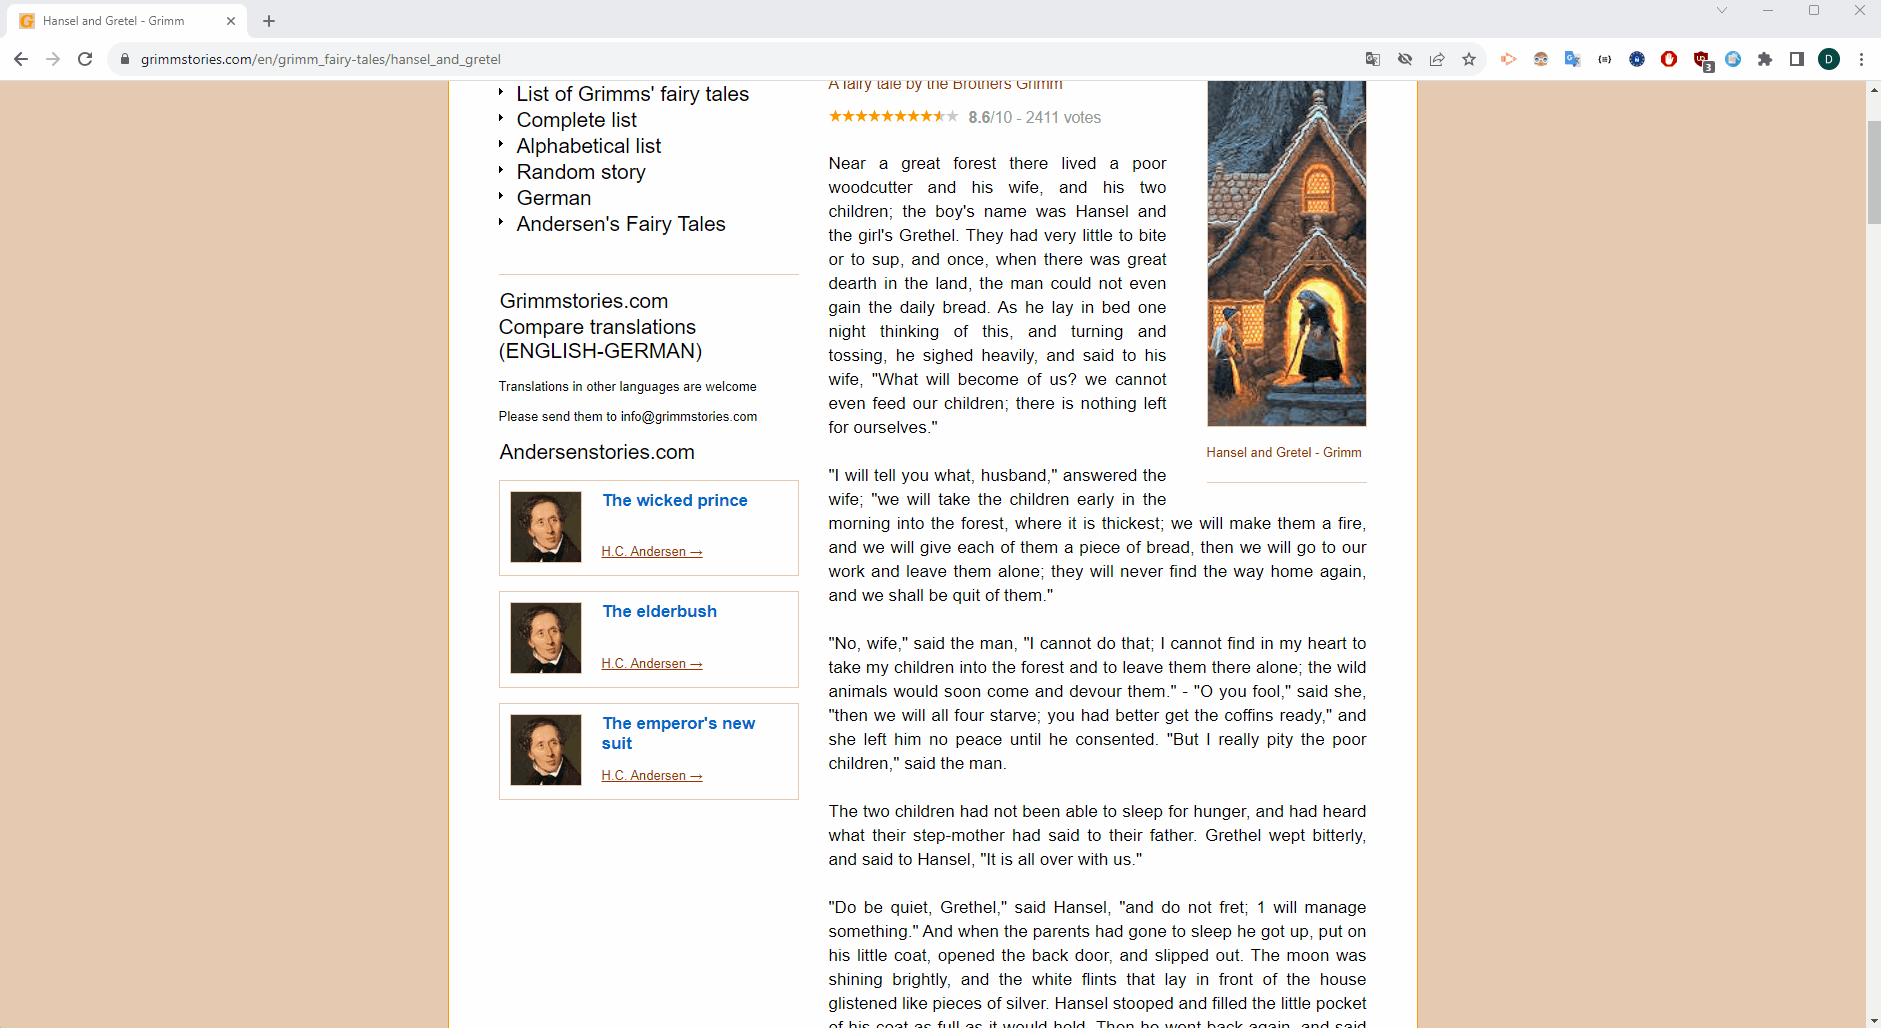 Hansel and Gretel - Grimm
grimmstories.com/en/grimm_fairy-tales/hansel_and_gretel
3
D
List of Grimms' fairy tales
Complete list
Alphabetical list
Random story
German
Andersen's Fairy Tales
Grimmstories.com
Compare translations
(ENGLISH-GERMAN)
Translations in other languages are welcome
Please send them to info@grimmstories.com
Andersenstories.com
The wicked prince
H.C. Andersen →
The elderbush
H.C. Andersen →
The emperor's new
suit
H.C. Andersen →
A fairy tale by the Brothers Grimm
8.6/10 - 2411 votes
Near a great forest there lived a poor
woodcutter and his wife, and his two
children; the boy's name was Hansel and
the girl's Grethel. They had very little to bite
or to sup, and once, when there was great
dearth in the land, the man could not even
gain the daily bread. As he lay in bed one
night thinking of this, and turning and
tossing, he sighed heavily, and said to his
wife, "What will become of us? we cannot
even feed our children; there is nothing left
for ourselves."
Hansel and Gretel - Grimm
"I will tell you what, husband," answered the
wife; "we will take the children early in the
morning into the forest, where it is thickest; we will make them a fire,
and we will give each of them a piece of bread, then we will go to our
work and leave them alone; they will never find the way home again,
and we shall be quit of them."
"No, wife," said the man, "I cannot do that; I cannot find in my heart to
take my children into the forest and to leave them there alone; the wild
animals would soon come and devour them." - "O you fool," said she,
"then we will all four starve; you had better get the coffins ready," and
she left him no peace until he consented. "But I really pity the poor
children," said the man.
The two children had not been able to sleep for hunger, and had heard
what their step-mother had said to their father. Grethel wept bitterly,
and said to Hansel, "It is all over with us."
"Do be quiet, Grethel," said Hansel, "and do not fret; 1 will manage
something." And when the parents had gone to sleep he got up, put on
his little coat, opened the back door, and slipped out. The moon was
shining brightly, and the white flints that lay in front of the house
glistened like pieces of silver. Hansel stooped and filled the little pocket
of his coat as full as it would hold. Then he went back again, and said